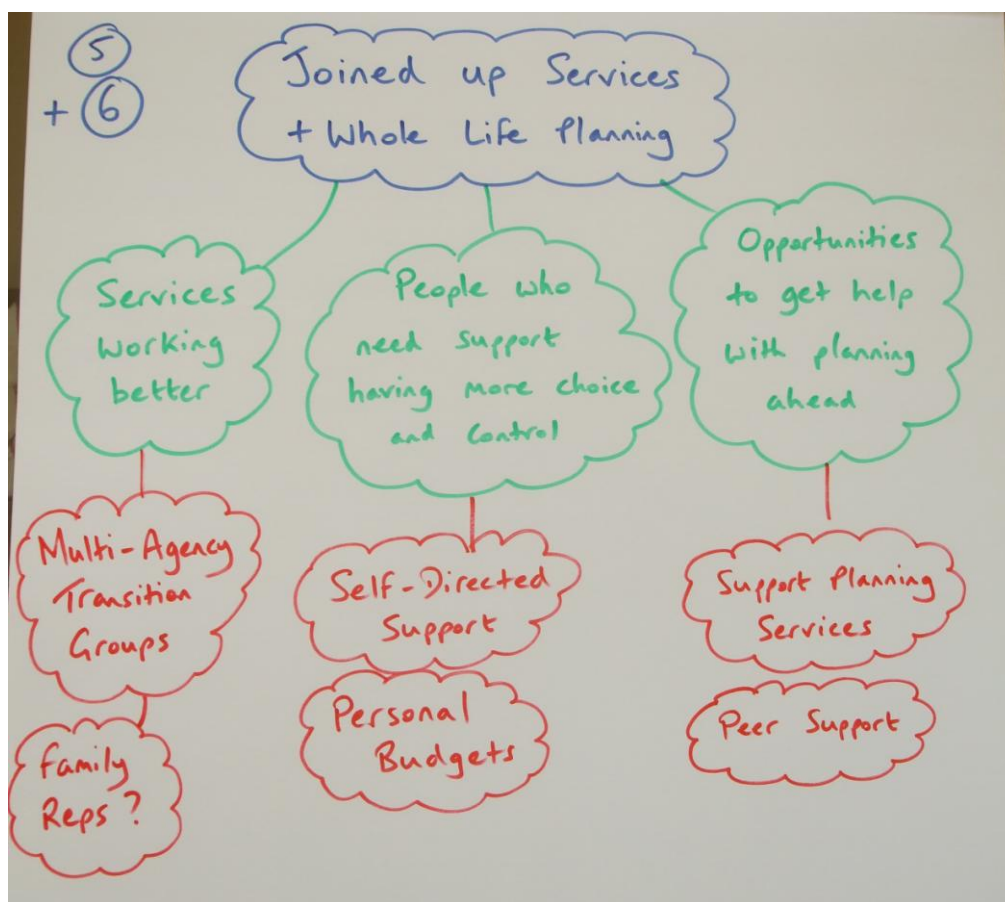 5
+ 6
Joined up Services
+ Whole Life Planning
Services
working
better
People who
need support
having more choice
and control
Opportunities
to get help
with planning
ahead
Multi-Agency
Transition
Groups
Family
Reps?
Self-Directed
Support
Personal
Budgets
Support Planning
Services
Peer Support